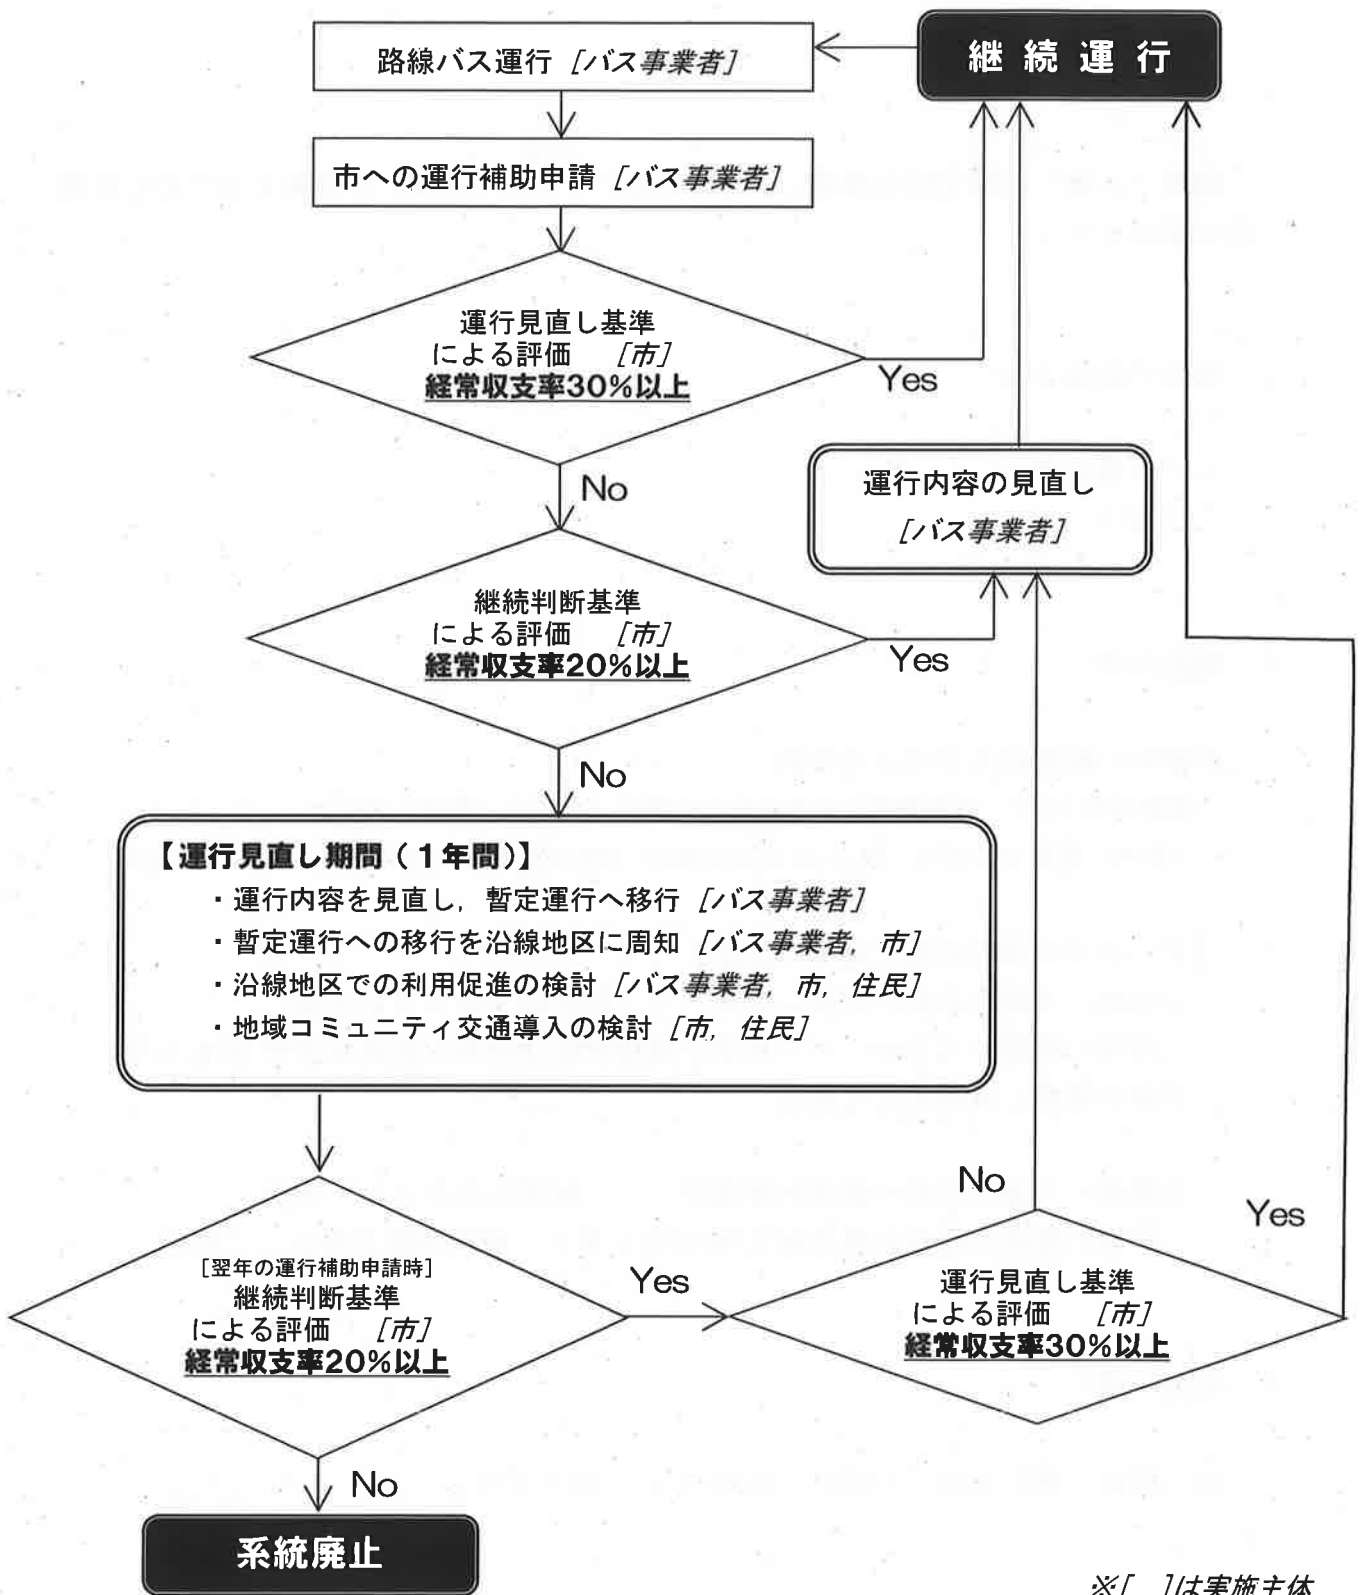 継続運行
路線バス運行 [バス事業者]
市への運行補助申請 [バス事業者]
運行見直し基準
による評価 [市]
経常収支率30%以上
Yes
No
運行内容の見直し
[バス事業者]
継続判断基準
による評価 [市]
経常収支率20%以上
Yes
No
【運行見直し期間（1年間）】
・運行内容を見直し，暫定運行へ移行 [バス事業者]
・暫定運行への移行を沿線地区に周知 [バス事業者，市]
・沿線地区での利用促進の検討 [バス事業者，市，住民]
・地域コミュニティ交通導入の検討 [市，住民]
[翌年の運行補助申請時]
継続判断基準
による評価 [市]
経常収支率20%以上
Yes
No
運行見直し基準
による評価 [市]
経常収支率30%以上
No
Yes
系統廃止
※[ ]は実施主体